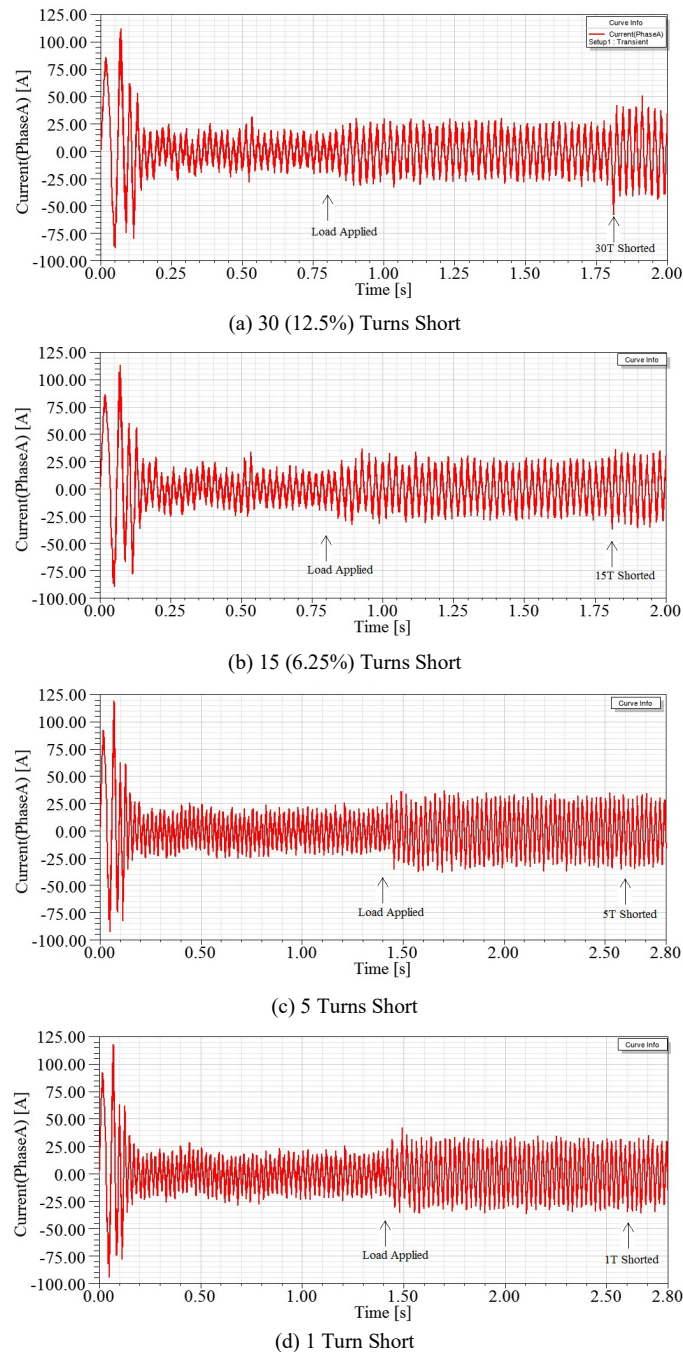 125.00
100.00
75.00
50.00
25.00
0.00
-25.00
-50.00
-75.00
-100.00
Current(PhaseA) [A]
Curve Info
Current(PhaseA)
Setup1 : Transient
Load Applied
30T Shorted
0.00 0.25 0.50 0.75 1.00 1.25 1.50 1.75 2.00
Time [s]
(a) 30 (12.5%) Turns Short
125.00
100.00
75.00
50.00
25.00
0.00
-25.00
-50.00
-75.00
-100.00
Current(PhaseA) [A]
Curve Info
Load Applied
15T Shorted
0.00 0.25 0.50 0.75 1.00 1.25 1.50 1.75 2.00
Time [s]
(b) 15 (6.25%) Turns Short
125.00
100.00
75.00
50.00
25.00
0.00
-25.00
-50.00
-75.00
-100.00
Current(PhaseA) [A]
Curve Info
Load Applied
5T Shorted
0.00 0.50 1.00 1.50 2.00 2.50 2.80
Time [s]
(c) 5 Turns Short
125.00
100.00
75.00
50.00
25.00
0.00
-25.00
-50.00
-75.00
-100.00
Current(PhaseA) [A]
Curve Info
Load Applied
1T Shorted
0.00 0.50 1.00 1.50 2.00 2.50 2.80
Time [s]
(d) 1 Turn Short